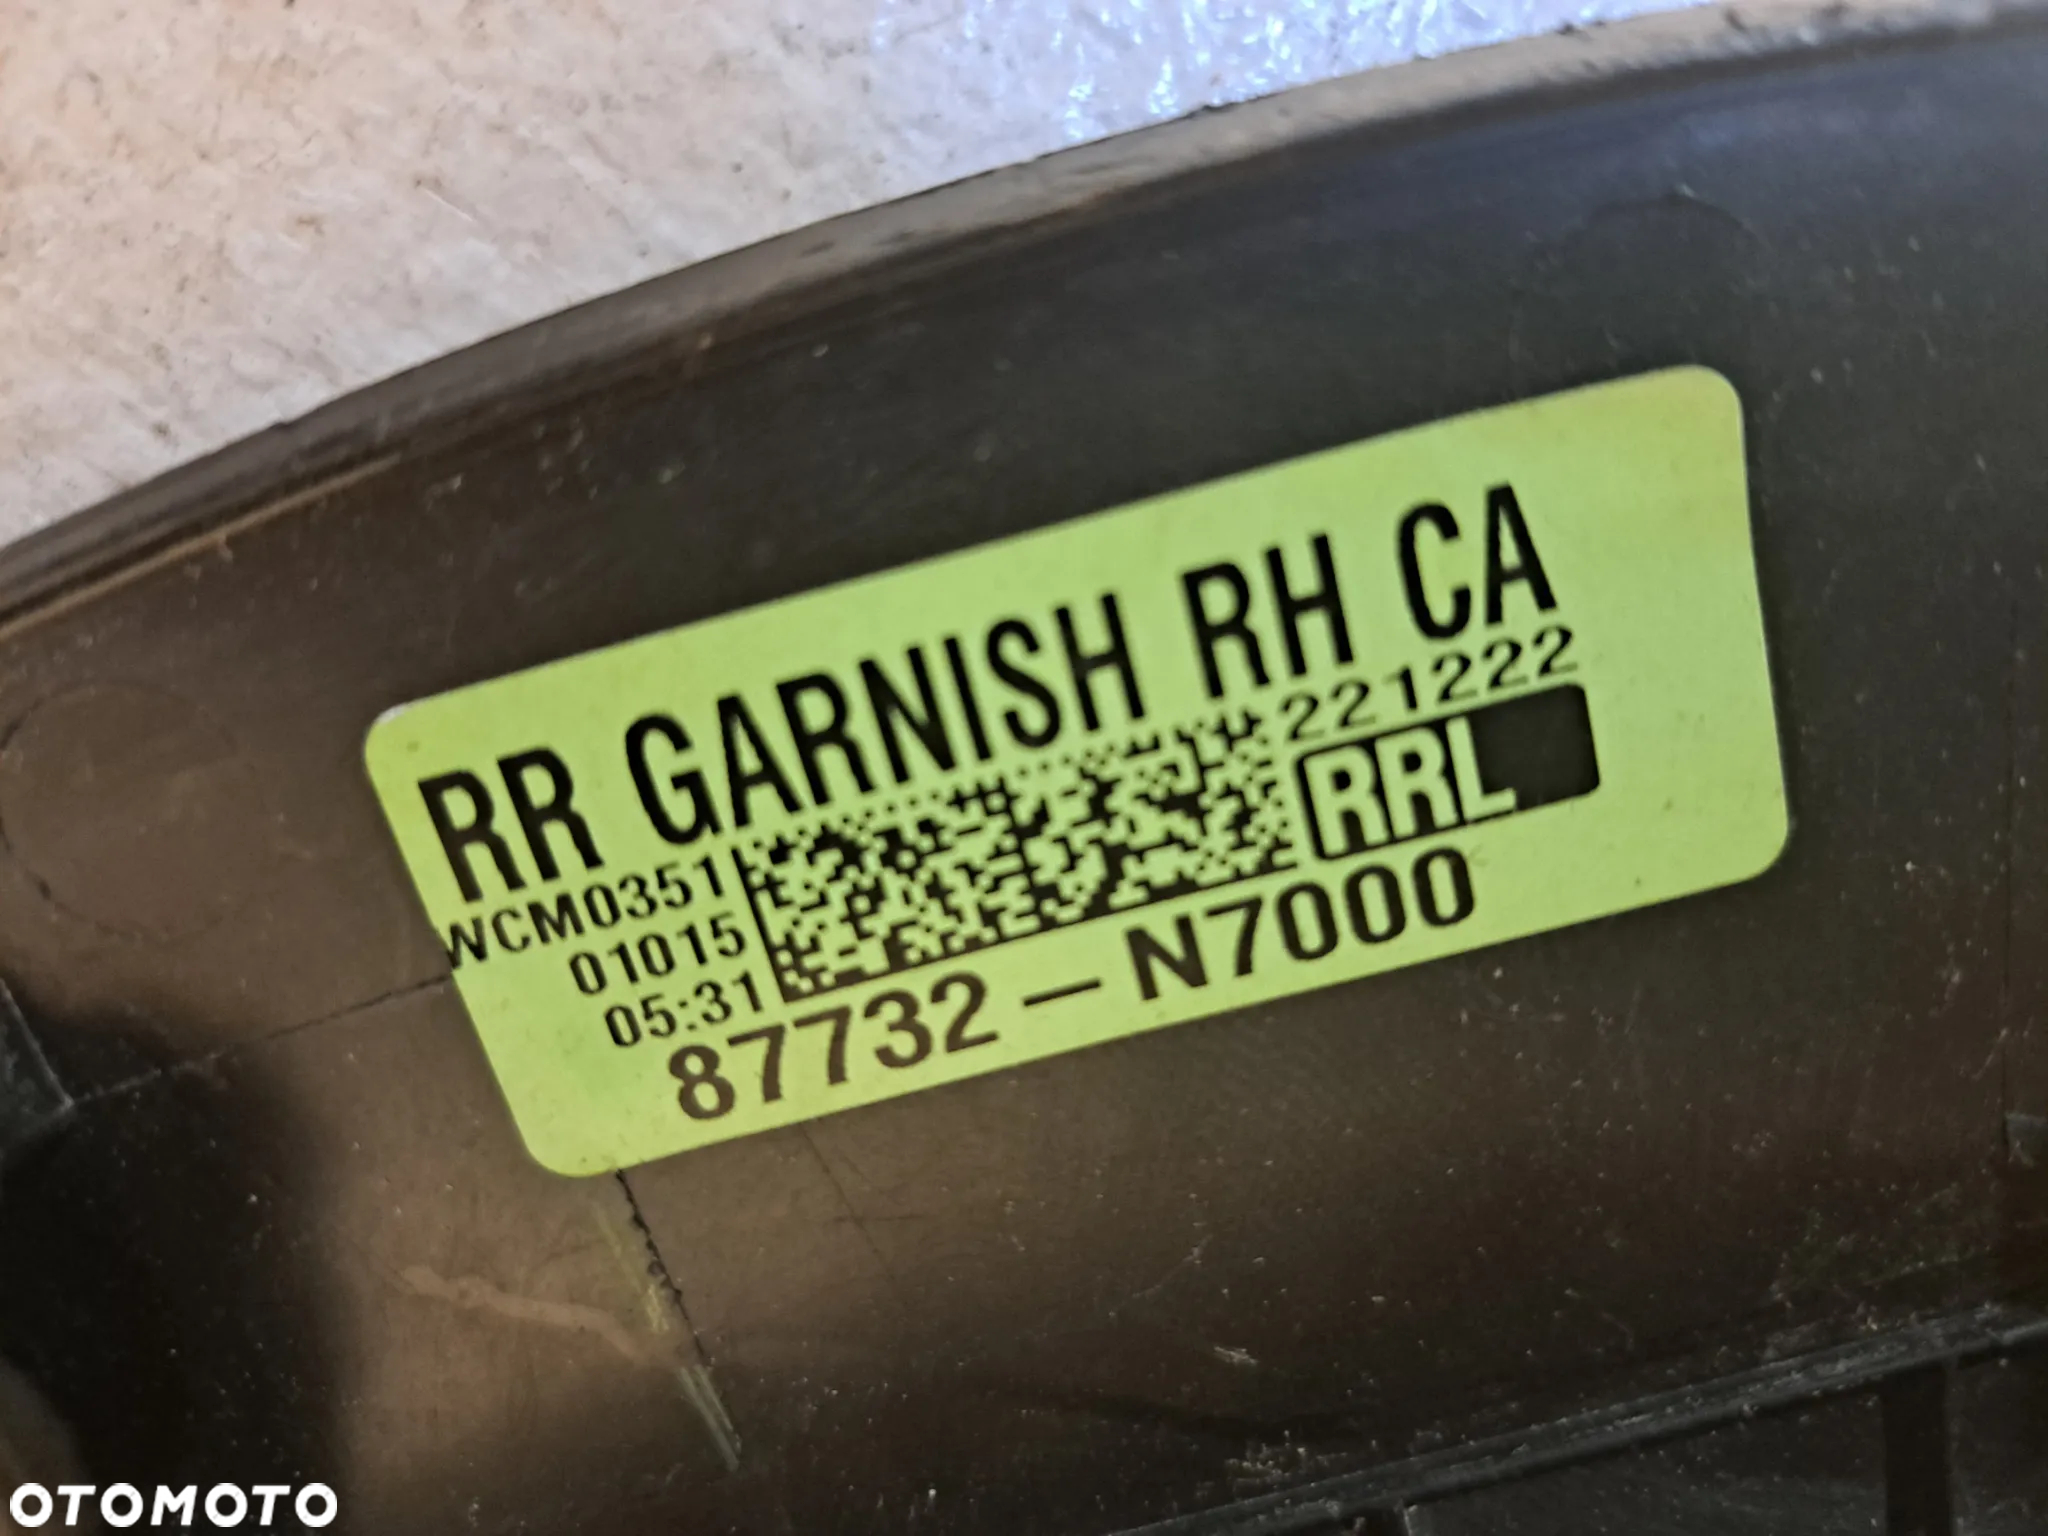 RR GARNISH RH CA
221222
WCM0351
01015
05:31
RRL
87732-N7000
OTOMOTO